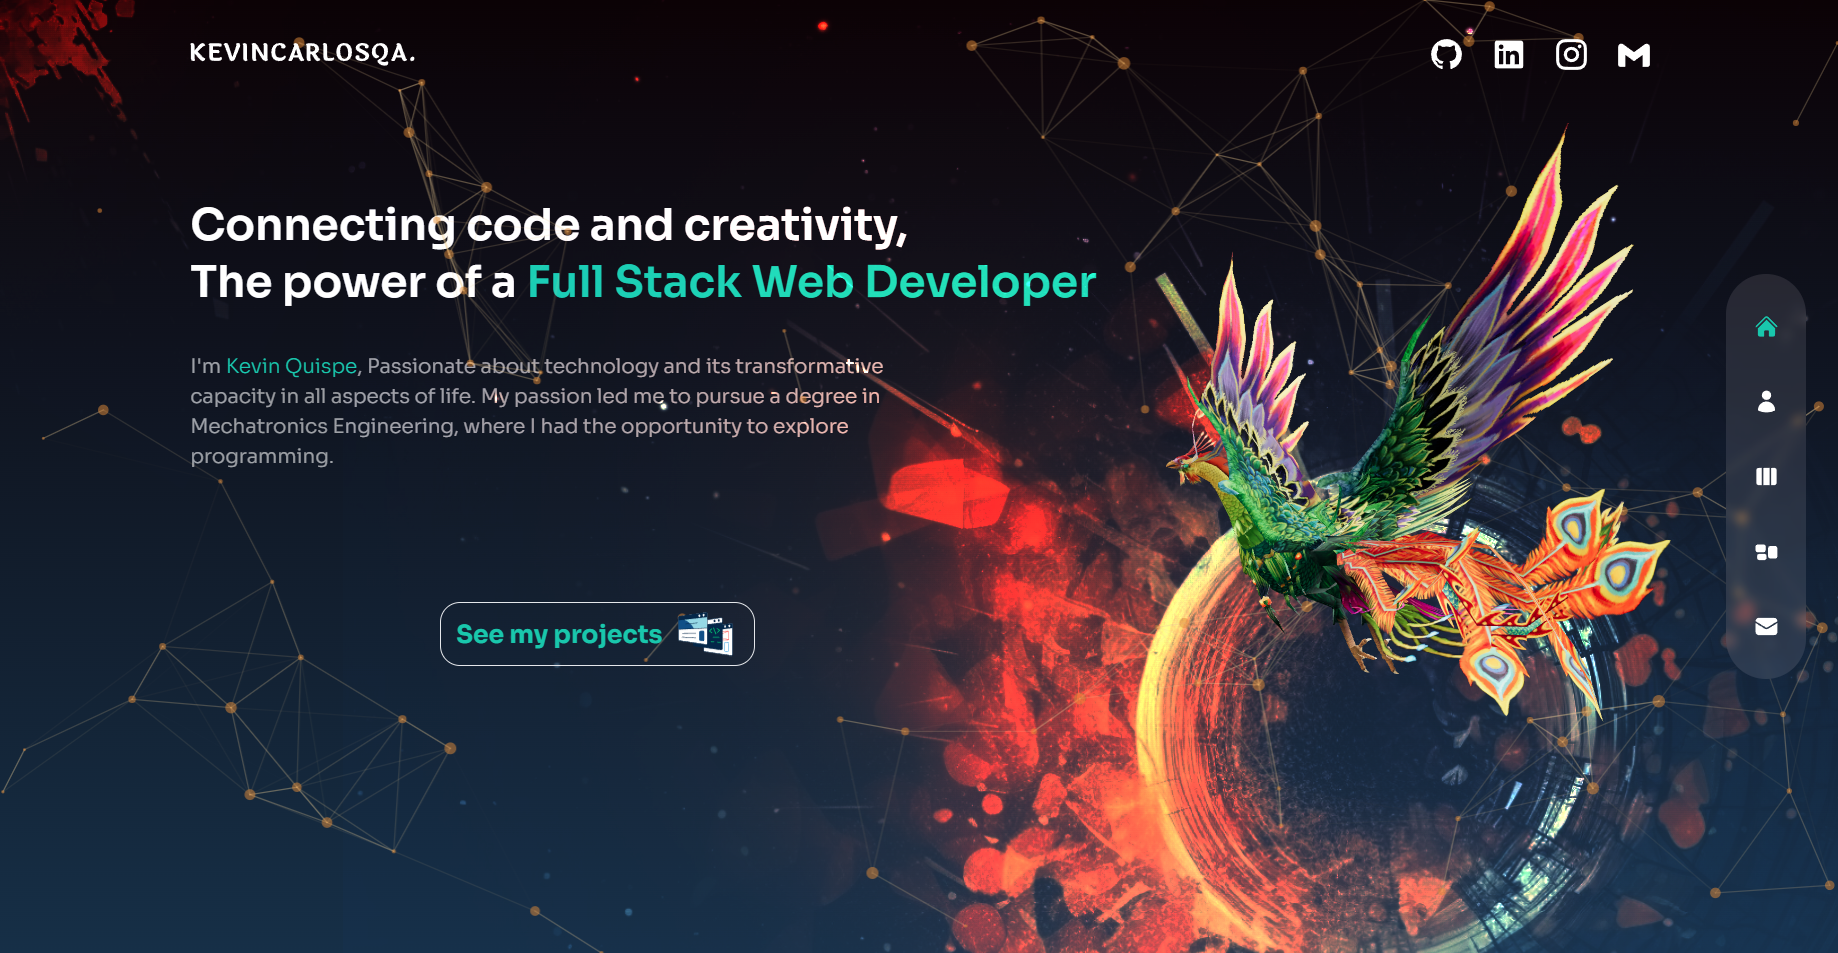 KEVINCARLOSQA.
Connecting code and creativity,
The power of a Full Stack Web Developer
I'm Kevin Quispe, Passionate about technology and its transformative
capacity in all aspects of life. My passion led me to pursue a degree in
Mechatronics Engineering, where I had the opportunity to explore
programming.
See my projects